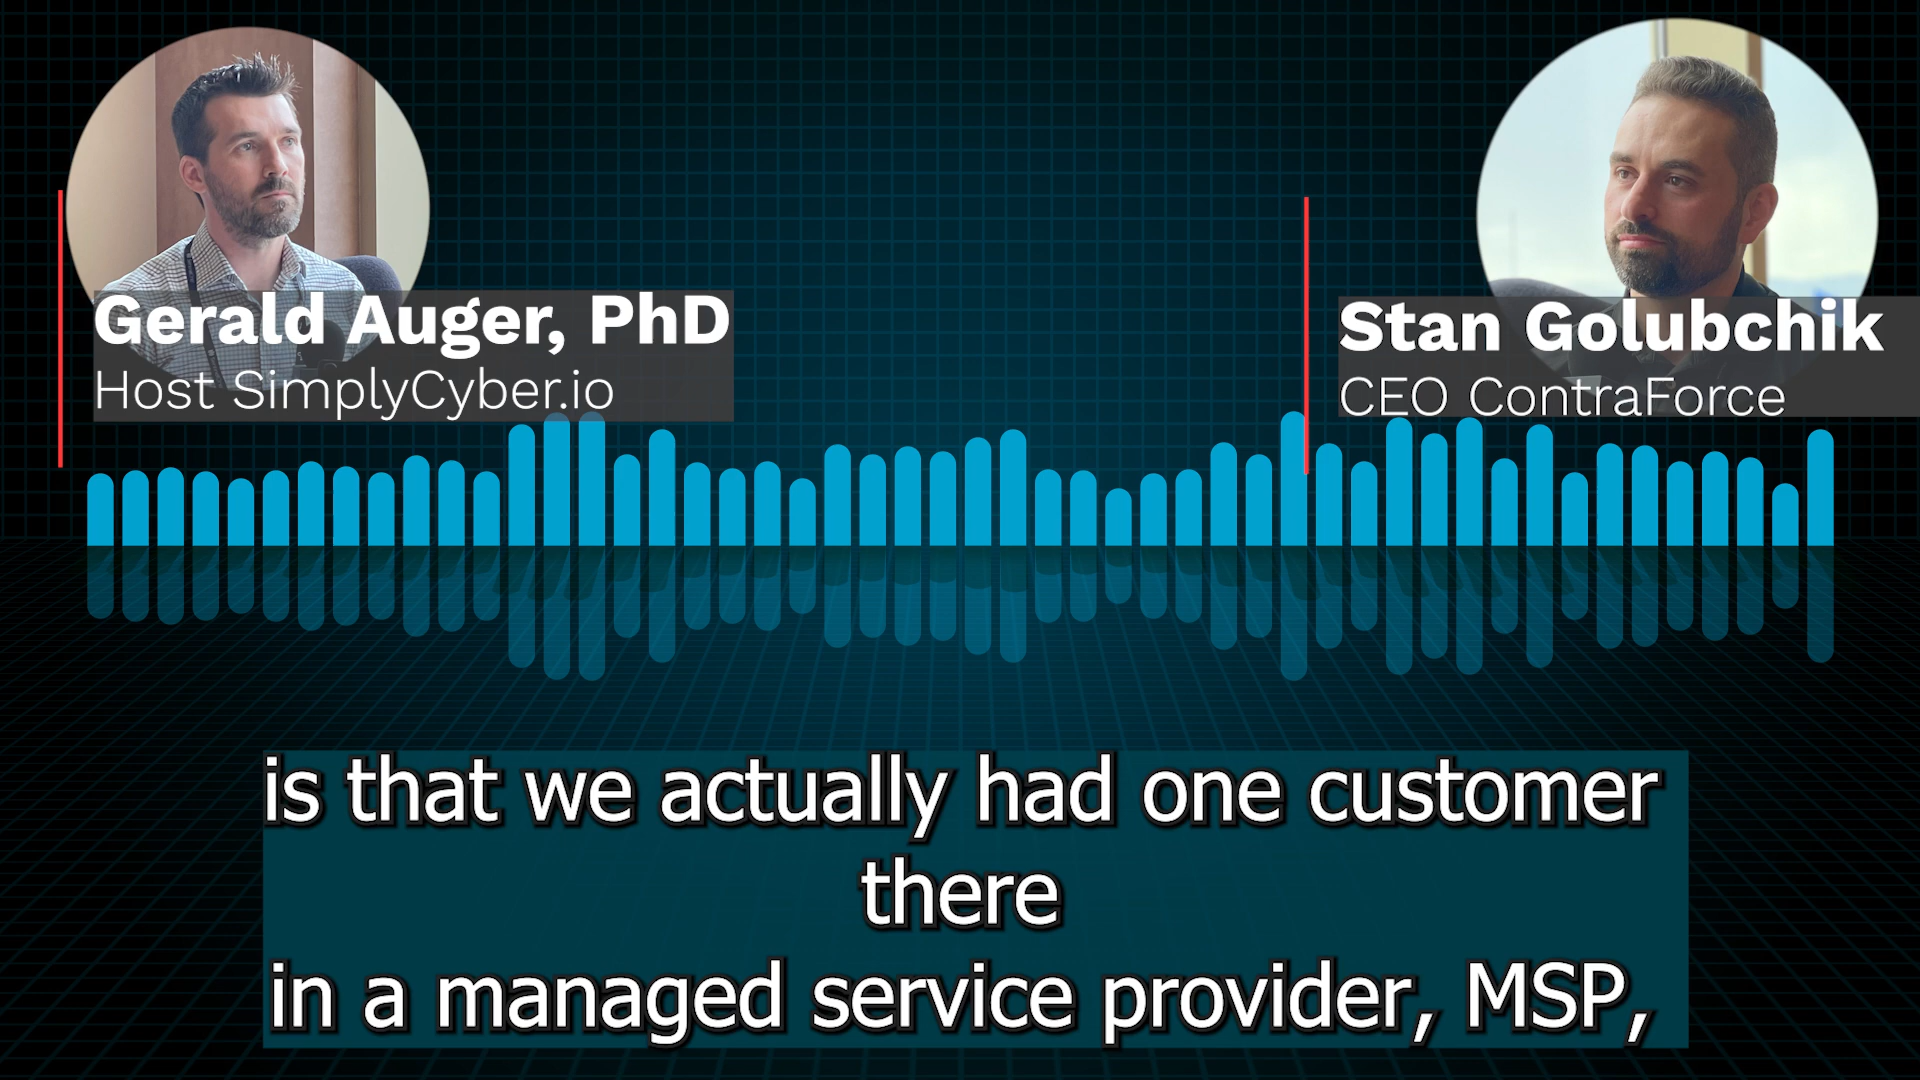 Gerald Auger, PhD
Host SimplyCyber.io
Stan Golubchik
CEO ContraForce
is that we actually had one customer
there
in a managed service provider, MSP,